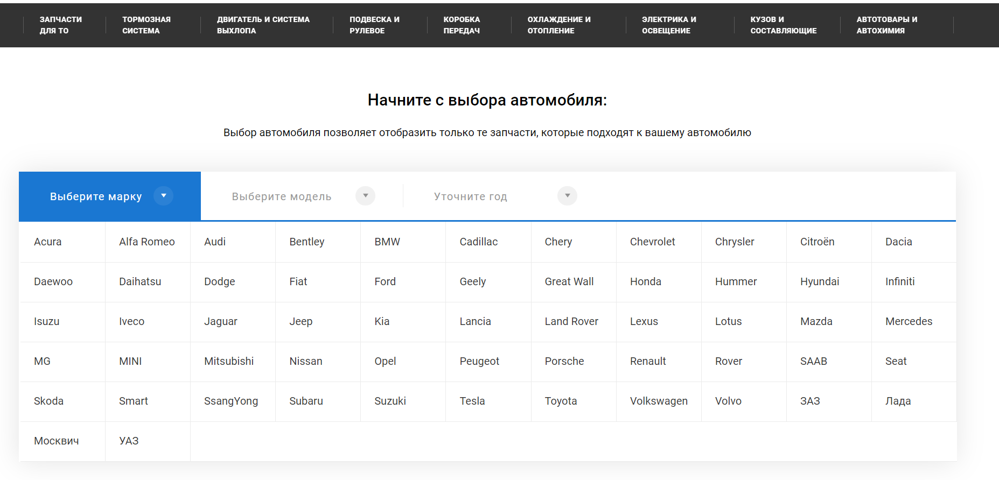 ЗАПЧАСТИ
ДЛЯ ТО
ТОРМОЗНАЯ
СИСТЕМА
ДВИГАТЕЛЬ И СИСТЕМА
ВЫХЛОПА
ПОДВЕСКА И
РУЛЕВОЕ
КОРОБКА
ПЕРЕДАЧ
ОХЛАЖДЕНИЕ И
ОТОПЛЕНИЕ
ЭЛЕКТРИКА И
ОСВЕЩЕНИЕ
КУЗОВ И
СОСТАВЛЯЮЩИЕ
АВТОТОВАРЫ И
АВТОХИМИЯ
Начните с выбора автомобиля:
Выбор автомобиля позволяет отобразить только те запчасти, которые подходят к вашему автомобилю
Выберите марку Выберите модель Уточните год
Acura Alfa Romeo Audi Bentley BMW Cadillac Chery Chevrolet Chrysler Citroën Dacia
Daewoo Daihatsu Dodge Fiat Ford Geely Great Wall Honda Hummer Hyundai Infiniti
Isuzu Iveco Jaguar Jeep Kia Lancia Land Rover Lexus Lotus Mazda Mercedes
MG MINI Mitsubishi Nissan Opel Peugeot Porsche Renault Rover SAAB Seat
Skoda Smart SsangYong Subaru Suzuki Tesla Toyota Volkswagen Volvo ЗАЗ Лада
Москвич УАЗ